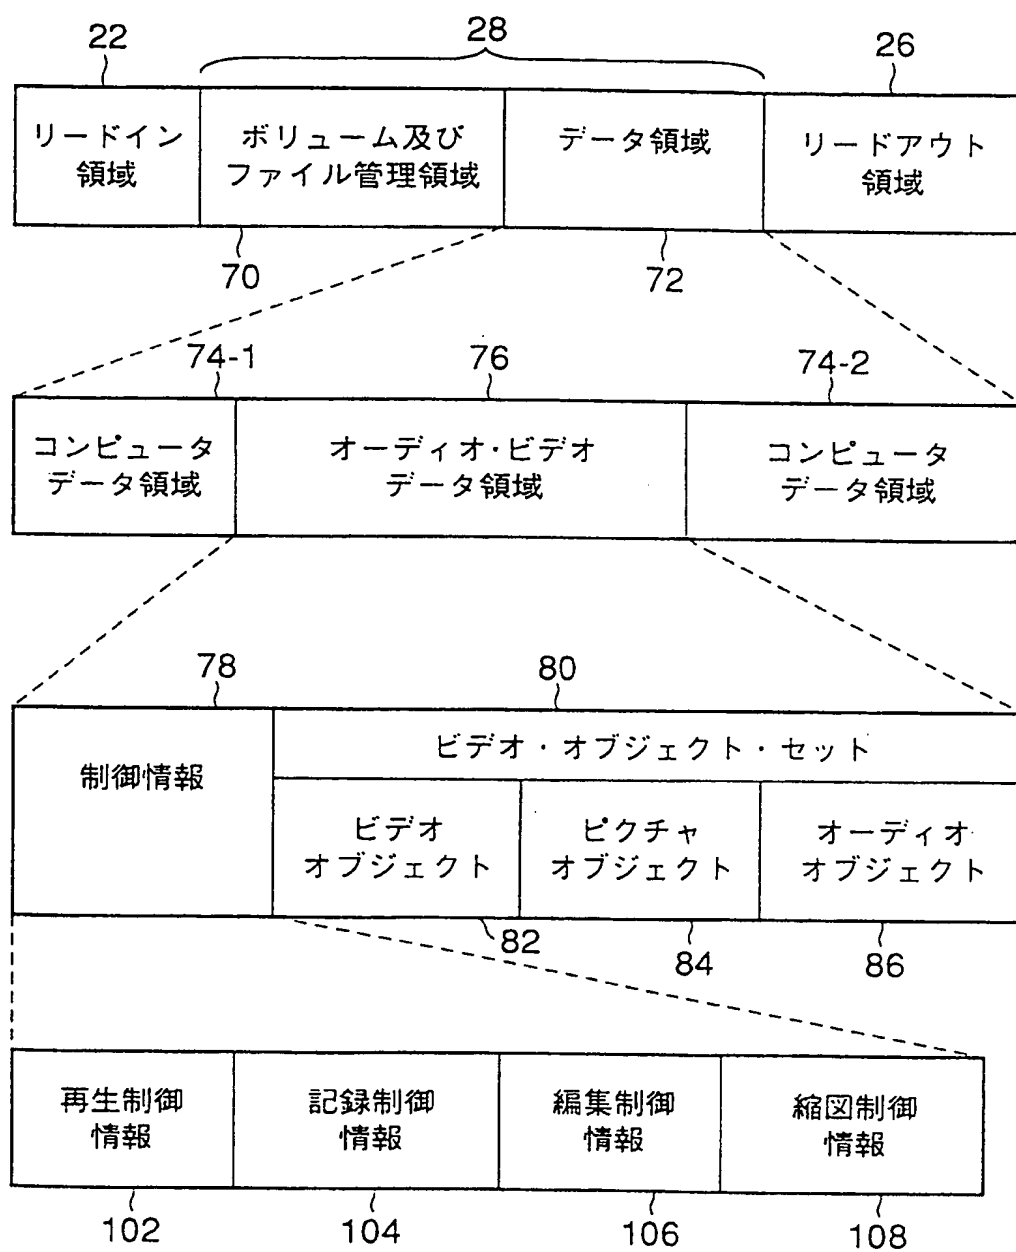 22
28
26
リードイン
領域
ボリューム及び
ファイル管理領域
データ領域
リードアウト
領域
70
72
74-1
76
74-2
コンピュータ
データ領域
オーディオ・ビデオ
データ領域
コンピュータ
データ領域
78
80
制御情報
ビデオ・オブジェクト・セット
ビデオ
オブジェクト
ピクチャ
オブジェクト
オーディオ
オブジェクト
82
84
86
再生制御
情報
記録制御
情報
編集制御
情報
縮図制御
情報
102
104
106
108